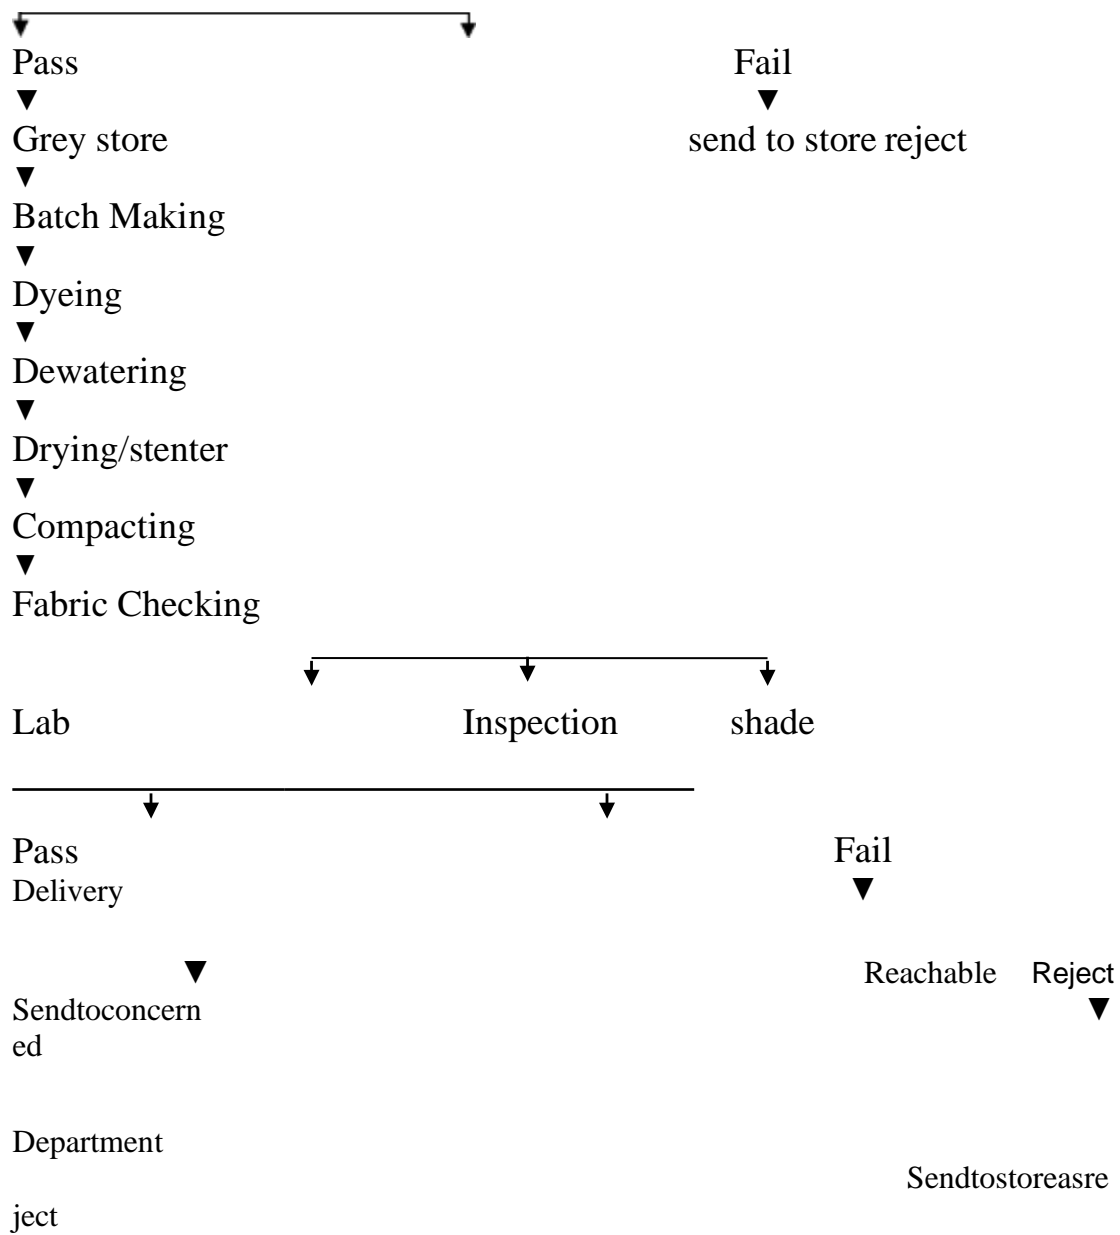 Pass Fail
Grey store send to store reject
Batch Making
Dyeing
Dewatering
Drying/stenter
Compacting
Fabric Checking
Lab Inspection shade
Pass Fail
Delivery
Reachable Reject
Sendtoconcern
ed
Department
Sendtostoreasre
ject